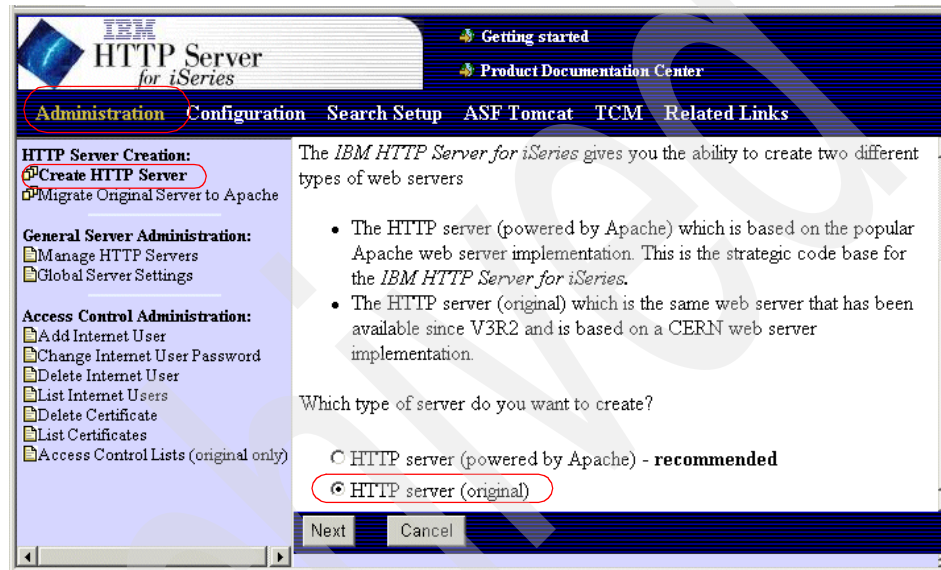 IBM
HTTP Server
for iSeries
Getting started
Product Documentation Center
Administration Configuration Search Setup ASF Tomcat TCM Related Links
HTTP Server Creation:
Create HTTP Server
Migrate Original Server to Apache
General Server Administration:
Manage HTTP Servers
Global Server Settings
Access Control Administration:
Add Internet User
Change Internet User Password
Delete Internet User
List Internet Users
Delete Certificate
List Certificates
Access Control Lists (original only)
The IBM HTTP Server for iSeries gives you the ability to create two different
types of web servers
• The HTTP server (powered by Apache) which is based on the popular
Apache web server implementation. This is the strategic code base for
the IBM HTTP Server for iSeries.
• The HTTP server (original) which is the same web server that has been
available since V3R2 and is based on a CERN web server
implementation.
Which type of server do you want to create?
HTTP server (powered by Apache) - recommended
HTTP server (original)
Next Cancel